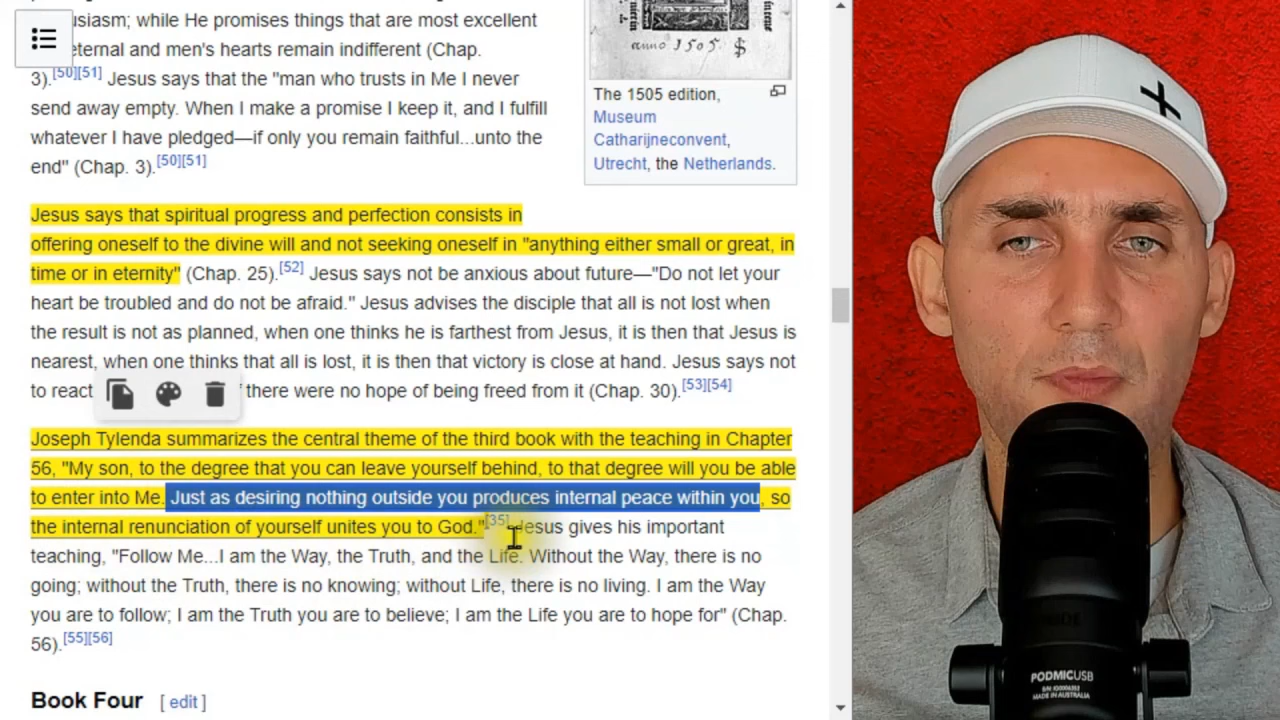 usiasm; while He promises things that are most excellent
eternal and men's hearts remain indifferent (Chap.
3).[50][51] Jesus says that the "man who trusts in Me I never
send away empty. When I make a promise I keep it, and I fulfill
whatever I have pledged—if only you remain faithful...unto the
end" (Chap. 3).[50][51]
anno 1505 $
The 1505 edition,
Museum
Catharijneconvent,
Utrecht, the Netherlands.
Jesus says that spiritual progress and perfection consists in
offering oneself to the divine will and not seeking oneself in "anything either small or great, in
time or in eternity" (Chap. 25).[52] Jesus says not be anxious about future—"Do not let your
heart be troubled and do not be afraid." Jesus advises the disciple that all is not lost when
the result is not as planned, when one thinks he is farthest from Jesus, it is then that Jesus is
nearest, when one thinks that all is lost, it is then that victory is close at hand. Jesus says not
to react there were no hope of being freed from it (Chap. 30).[53][54]
Joseph Tylenda summarizes the central theme of the third book with the teaching in Chapter
56, "My son, to the degree that you can leave yourself behind, to that degree will you be able
to enter into Me. Just as desiring nothing outside you produces internal peace within you, so
the internal renunciation of yourself unites you to God."[35] Jesus gives his important
teaching, "Follow Me...I am the Way, the Truth, and the Life. Without the Way, there is no
going; without the Truth, there is no knowing; without Life, there is no living. I am the Way
you are to follow; I am the Truth you are to believe; I am the Life you are to hope for" (Chap.
56).[55][56]
Book Four [ edit ]
PODMICUSB
MADE IN AUSTRALIA